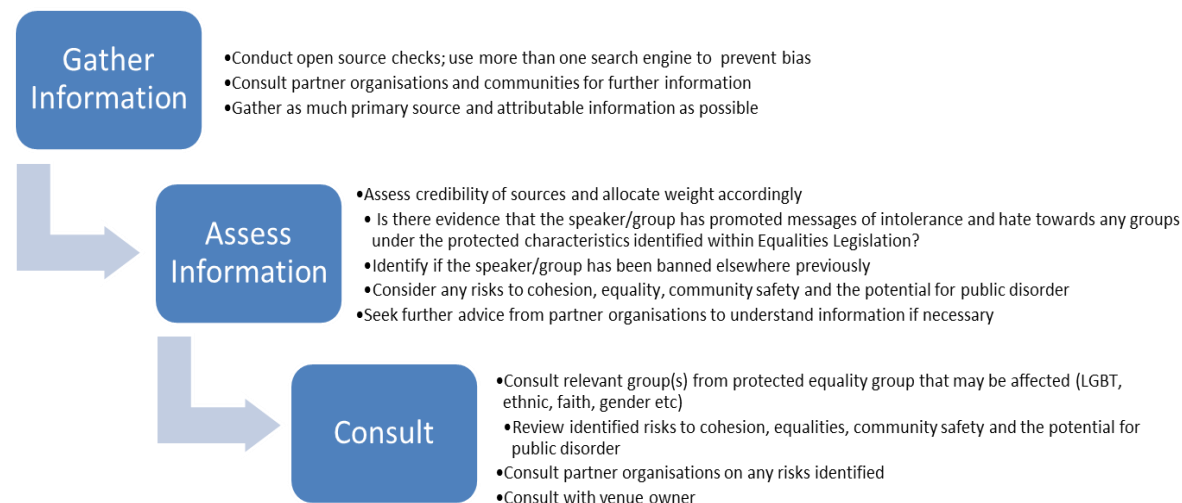 Gather
Information
•Conduct open source checks; use more than one search engine to prevent bias
•Consult partner organisations and communities for further information
•Gather as much primary source and attributable information as possible
Assess
Information
•Assess credibility of sources and allocate weight accordingly
• Is there evidence that the speaker/group has promoted messages of intolerance and hate towards any groups
under the protected characteristics identified within Equalities Legislation?
•Identify if the speaker/group has been banned elsewhere previously
•Consider any risks to cohesion, equality, community safety and the potential for public disorder
•Seek further advice from partner organisations to understand information if necessary
Consult
•Consult relevant group(s) from protected equality group that may be affected (LGBT,
ethnic, faith, gender etc)
•Review identified risks to cohesion, equalities, community safety and the potential for
public disorder
•Consult partner organisations on any risks identified
•Consult with venue owner